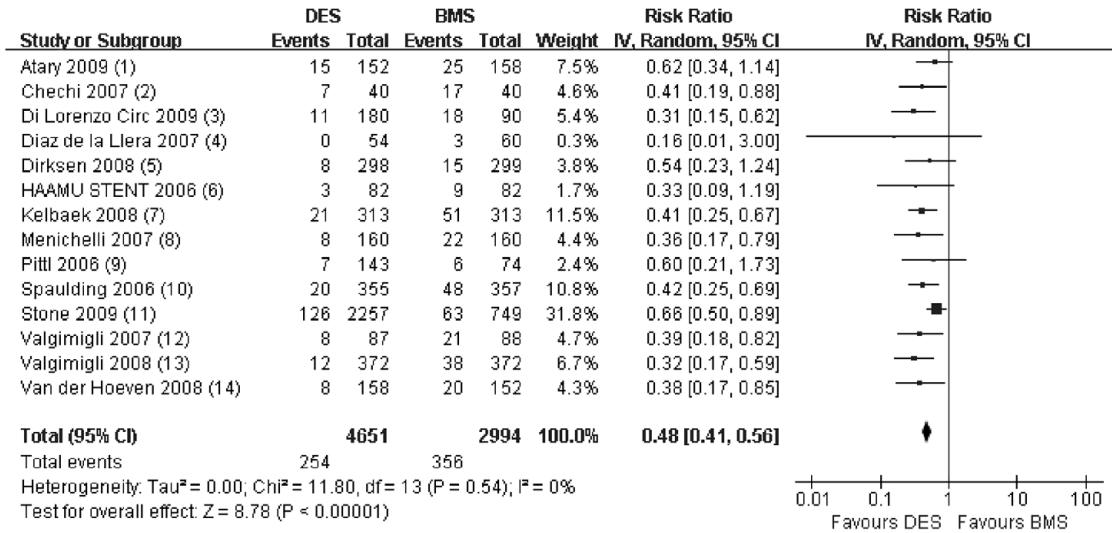 DES BMS Risk Ratio Risk Ratio
Study or Subgroup Events Total Events Total Weight IV, Random, 95% CI IV, Random, 95% CI
Atary 2009 (1) 15 152 25 158 7.5% 0.62 [0.34, 1.14]
Chechi 2007 (2) 7 40 17 40 4.6% 0.41 [0.19, 0.88]
Di Lorenzo Circ 2009 (3) 11 180 18 90 5.4% 0.31 [0.15, 0.62]
Diaz de la Llera 2007 (4) 0 54 3 60 0.3% 0.16 [0.01, 3.00]
Dirksen 2008 (5) 8 298 15 299 3.8% 0.54 [0.23, 1.24]
HAAMU STENT 2006 (6) 3 82 9 82 1.7% 0.33 [0.09, 1.19]
Kelbaek 2008 (7) 21 313 51 313 11.5% 0.41 [0.25, 0.67]
Menichelli 2007 (8) 8 160 22 160 4.4% 0.36 [0.17, 0.79]
Pittl 2006 (9) 7 143 6 74 2.4% 0.60 [0.21, 1.73]
Spaulding 2006 (10) 20 355 48 357 10.8% 0.42 [0.25, 0.69]
Stone 2009 (11) 126 2257 63 749 31.8% 0.66 [0.50, 0.89]
Valgimigli 2007 (12) 8 87 21 88 4.7% 0.39 [0.18, 0.82]
Valgimigli 2008 (13) 12 372 38 372 6.7% 0.32 [0.17, 0.59]
Van der Hoeven 2008 (14) 8 158 20 152 4.3% 0.38 [0.17, 0.85]
Total (95% CI) 4651 2994 100.0% 0.48 [0.41, 0.56]
Total events 254 356
Heterogeneity: Tau² = 0.00; Chi² = 11.80, df = 13 (P = 0.54); I² = 0%
Test for overall effect: Z = 8.78 (P < 0.00001)
0.01 0.1 1 10 100
Favours DES Favours BMS